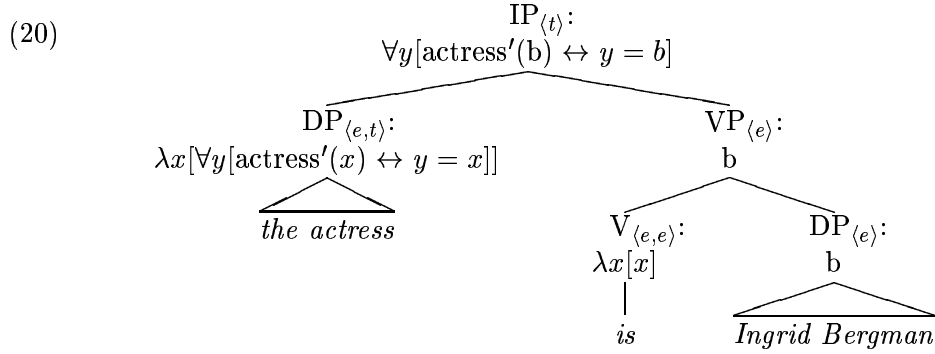 (20)
IP⟨t⟩:
∀y[actress′(b) ↔ y = b]
DP⟨e,t⟩: VP⟨e⟩:
λx[∀y[actress′(x) ↔ y = x]] b
the actress V⟨e,e⟩: DP⟨e⟩:
λx[x] b
is Ingrid Bergman